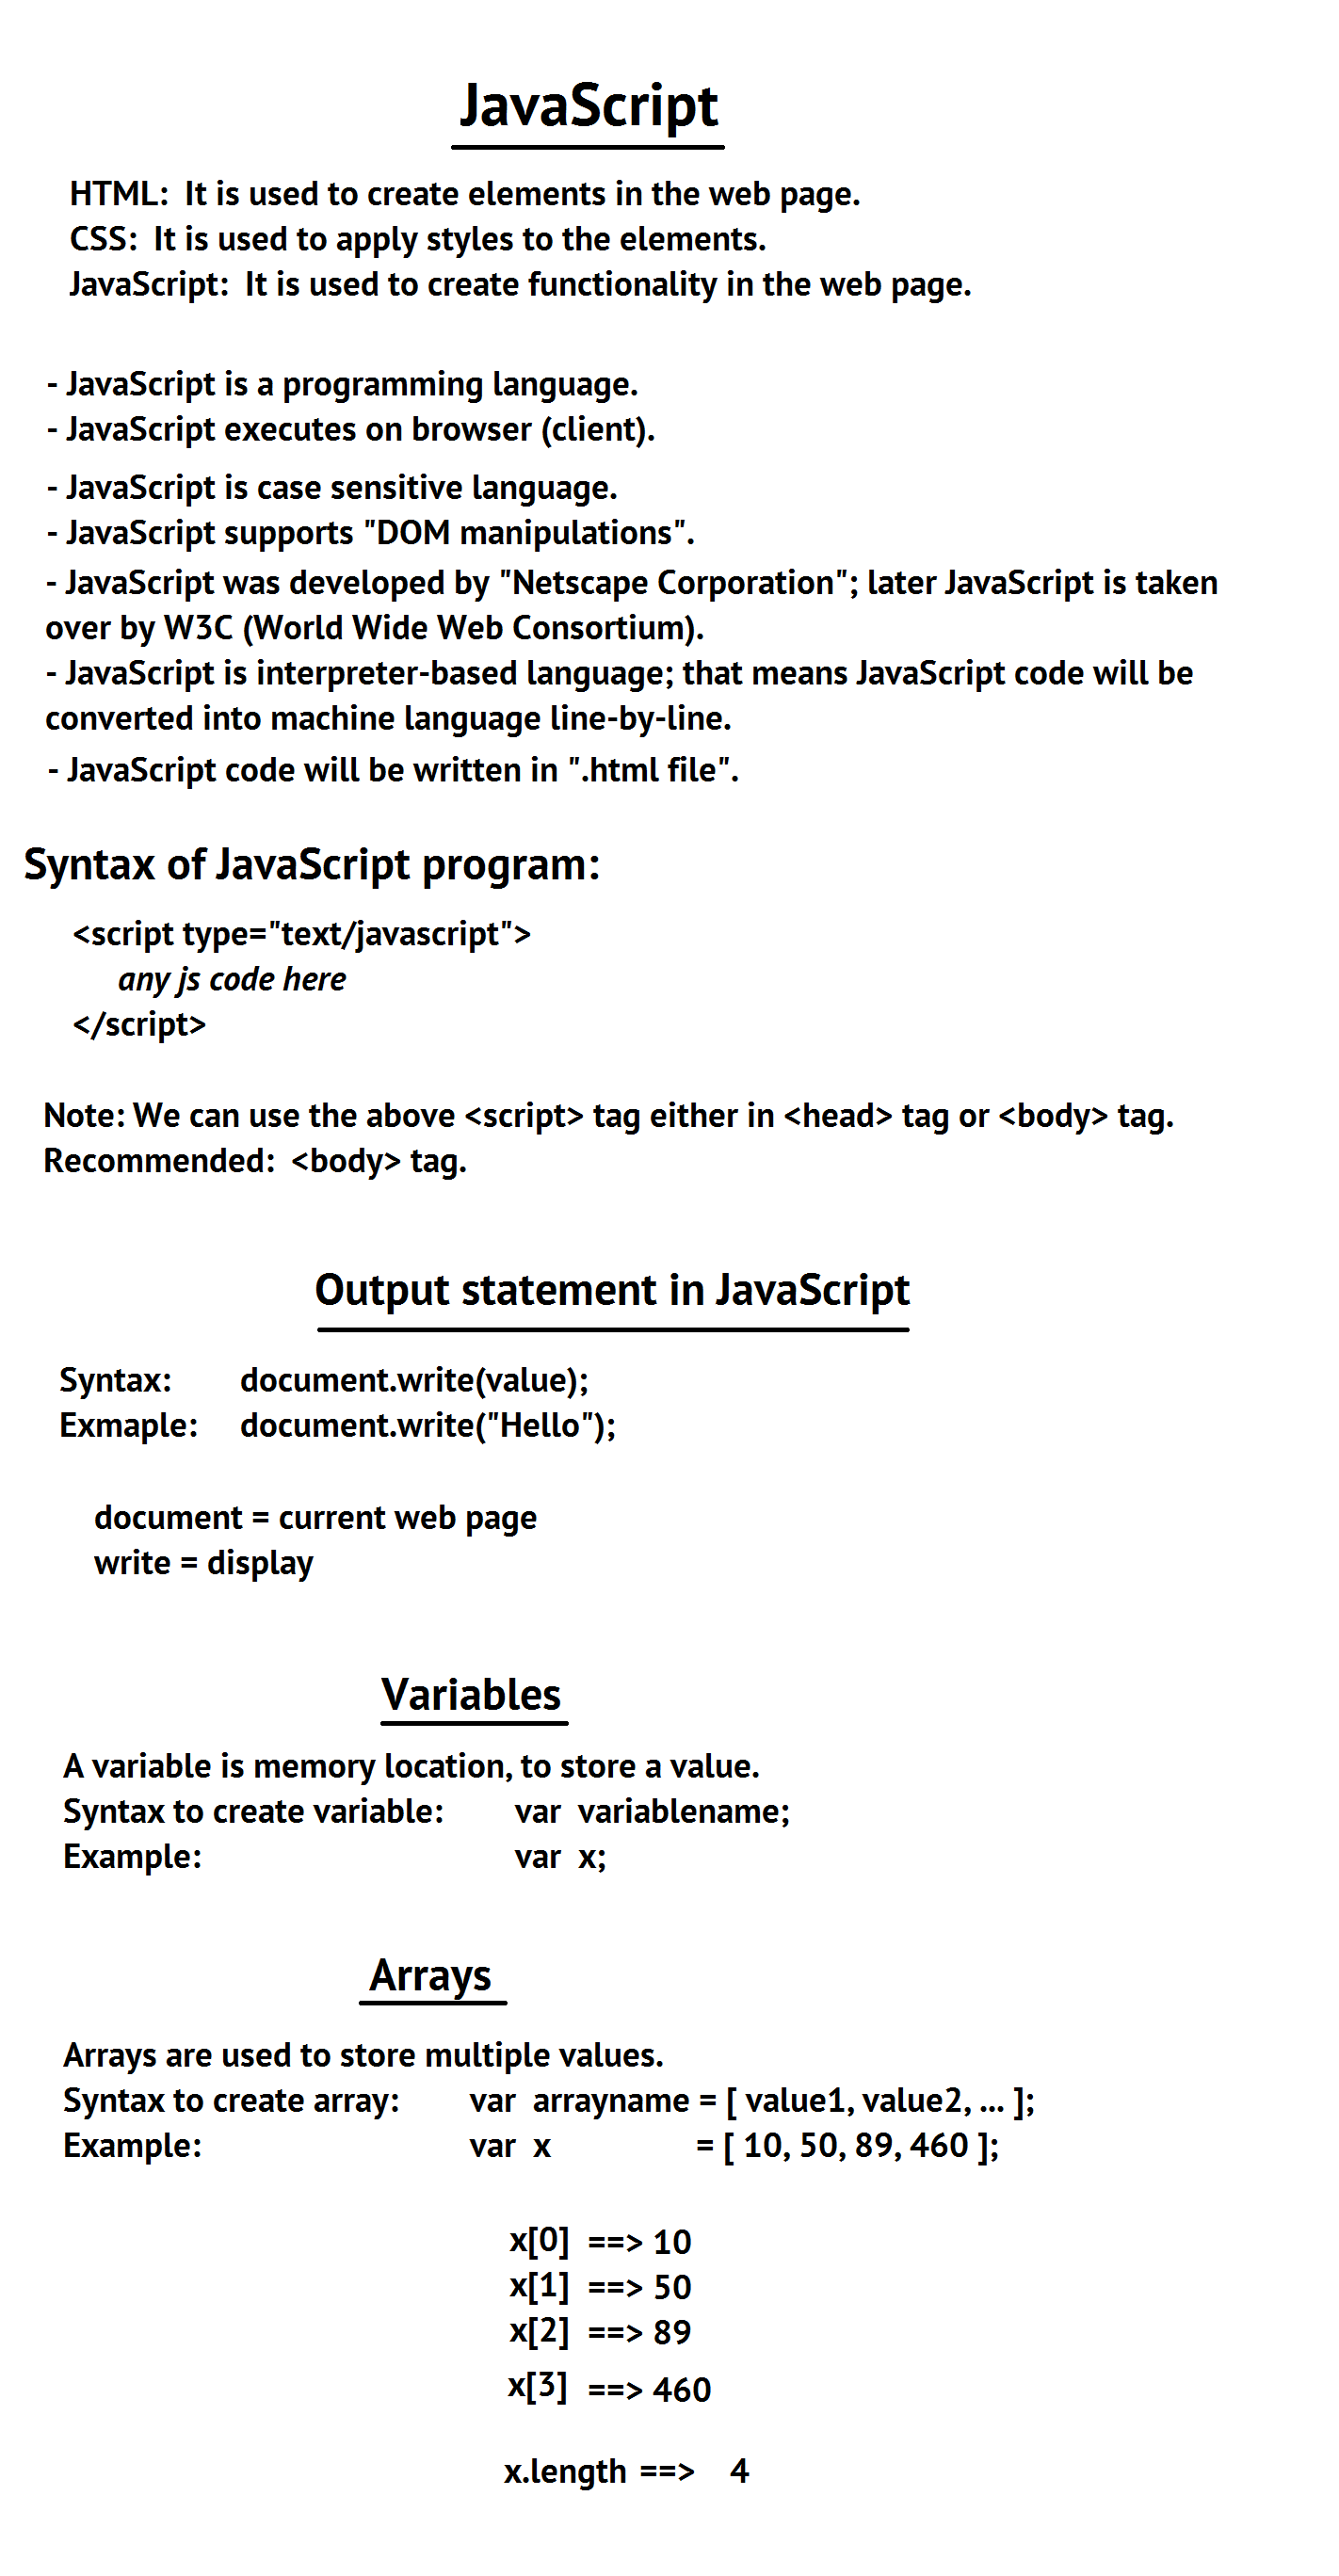 JavaScript
HTML:  It is used to create elements in the web page.
CSS:  It is used to apply styles to the elements.
JavaScript:  It is used to create functionality in the web page.
- JavaScript is a programming language.
- JavaScript executes on browser (client).
- JavaScript is case sensitive language.
- JavaScript supports "DOM manipulations".
- JavaScript was developed by "Netscape Corporation"; later JavaScript is taken
over by W3C (World Wide Web Consortium).
- JavaScript is interpreter-based language; that means JavaScript code will be
converted into machine language line-by-line.
- JavaScript code will be written in ".html file".
Syntax of JavaScript program:
<script type="text/javascript">
any js code here
</script>
Note: We can use the above <script> tag either in <head> tag or <body> tag.
Recommended:  <body> tag.
Output statement in JavaScript
Syntax: document.write(value);
Exmaple: document.write("Hello");
document = current web page
write = display
Variables
A variable is memory location, to store a value.
Syntax to create variable: var  variablename;
Example: var  x;
Arrays
Arrays are used to store multiple values.
Syntax to create array: var  arrayname = [ value1, value2, ... ];
Example: var  x = [ 10, 50, 89, 460 ];
x[0] ==> 10
x[1] ==> 50
x[2] ==> 89
x[3] ==> 460
x.length ==> 4